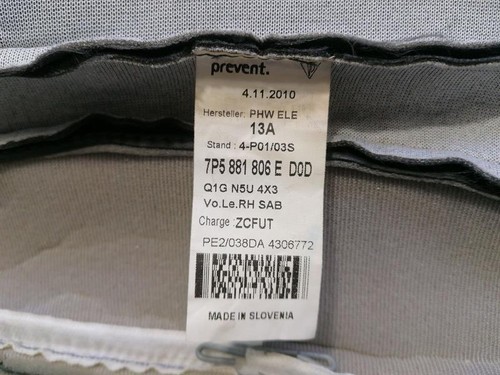 prevent.
4.11.2010
Hersteller: PHW ELE
13A
Stand : 4-P01/03S
7P5 881 806 E D0D
Q1G N5U 4X3
Vo.Le.RH SAB
Charge ZCFUT
PE2/038DA 4306772
MADE IN SLOVENIA